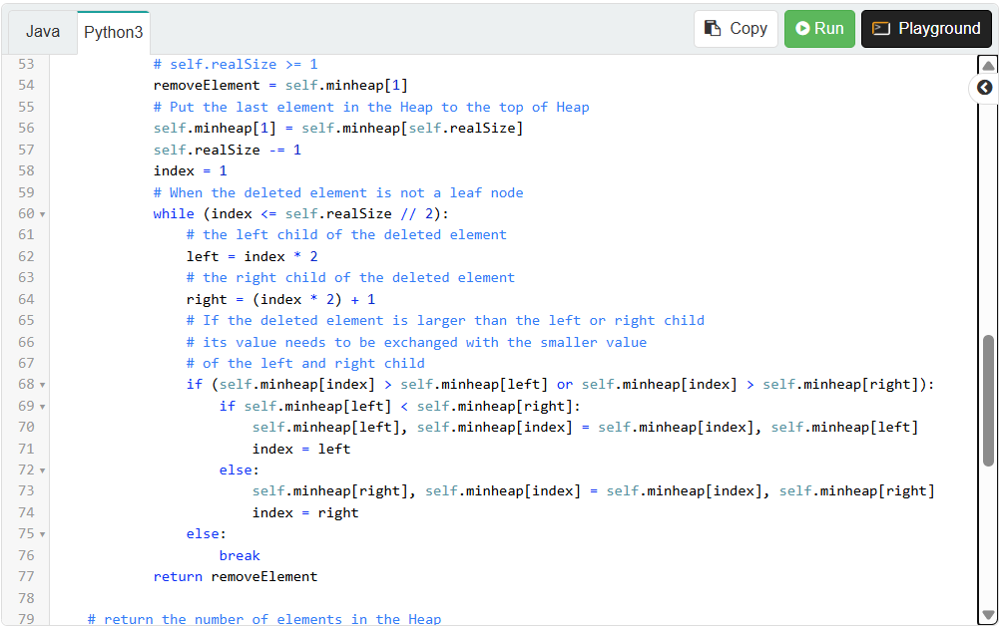 Java Python3 Copy Run Playground
53 # self.realSize >= 1
54 removeElement = self.minheap[1]
55 # Put the last element in the Heap to the top of Heap
56 self.minheap[1] = self.minheap[self.realSize]
57 self.realSize -= 1
58 index = 1
59 # When the deleted element is not a leaf node
60 while (index <= self.realSize // 2):
61 # the left child of the deleted element
62 left = index * 2
63 # the right child of the deleted element
64 right = (index * 2) + 1
65 # If the deleted element is larger than the left or right child
66 # its value needs to be exchanged with the smaller value
67 # of the left and right child
68 if (self.minheap[index] > self.minheap[left] or self.minheap[index] > self.minheap[right]):
69 if self.minheap[left] < self.minheap[right]:
70 self.minheap[left], self.minheap[index] = self.minheap[index], self.minheap[left]
71 index = left
72 else:
73 self.minheap[right], self.minheap[index] = self.minheap[index], self.minheap[right]
74 index = right
75 else:
76 break
77 return removeElement
78
79 # return the number of elements in the Heap